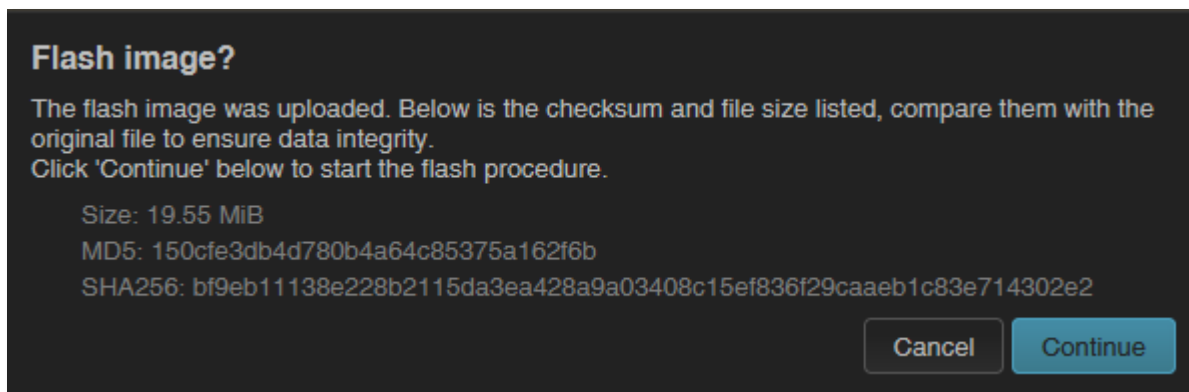 Flash image?
The flash image was uploaded. Below is the checksum and file size listed, compare them with the
original file to ensure data integrity.
Click 'Continue' below to start the flash procedure.
Size: 19.55 MiB
MD5: 150cfe3db4d780b4a64c85375a162f6b
SHA256: bf9eb11138e228b2115da3ea428a9a03408c15ef836f29caaeb1c83e714302e2
Cancel
Continue